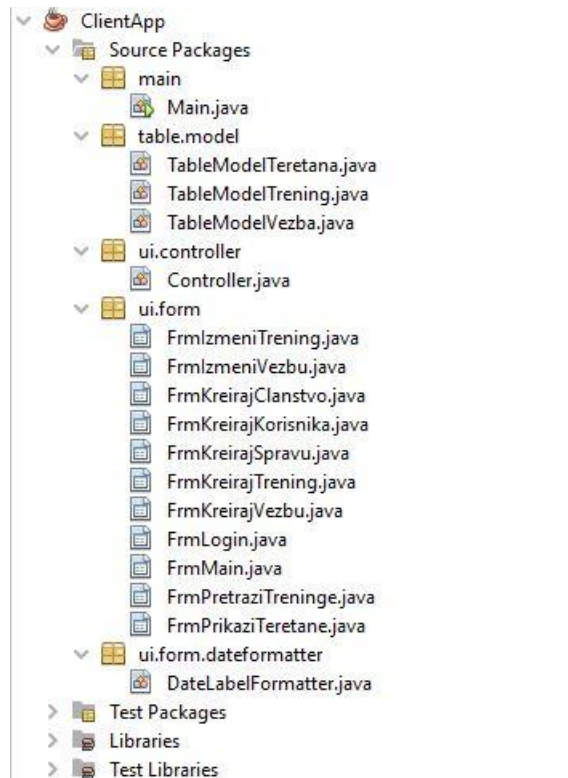 ClientApp
Source Packages
main
Main.java
table.model
TableModelTeretana.java
TableModelTrening.java
TableModelVezba.java
ui.controller
Controller.java
ui.form
FrmIzmeniTrening.java
FrmIzmeniVezbu.java
FrmKreirajClanstvo.java
FrmKreirajKorisnika.java
FrmKreirajSpravu.java
FrmKreirajTrening.java
FrmKreirajVezbu.java
FrmLogin.java
FrmMain.java
FrmPretraziTreninge.java
FrmPrikaziTeretane.java
ui.form.dateformatter
DateLabelFormatter.java
Test Packages
Libraries
Test Libraries